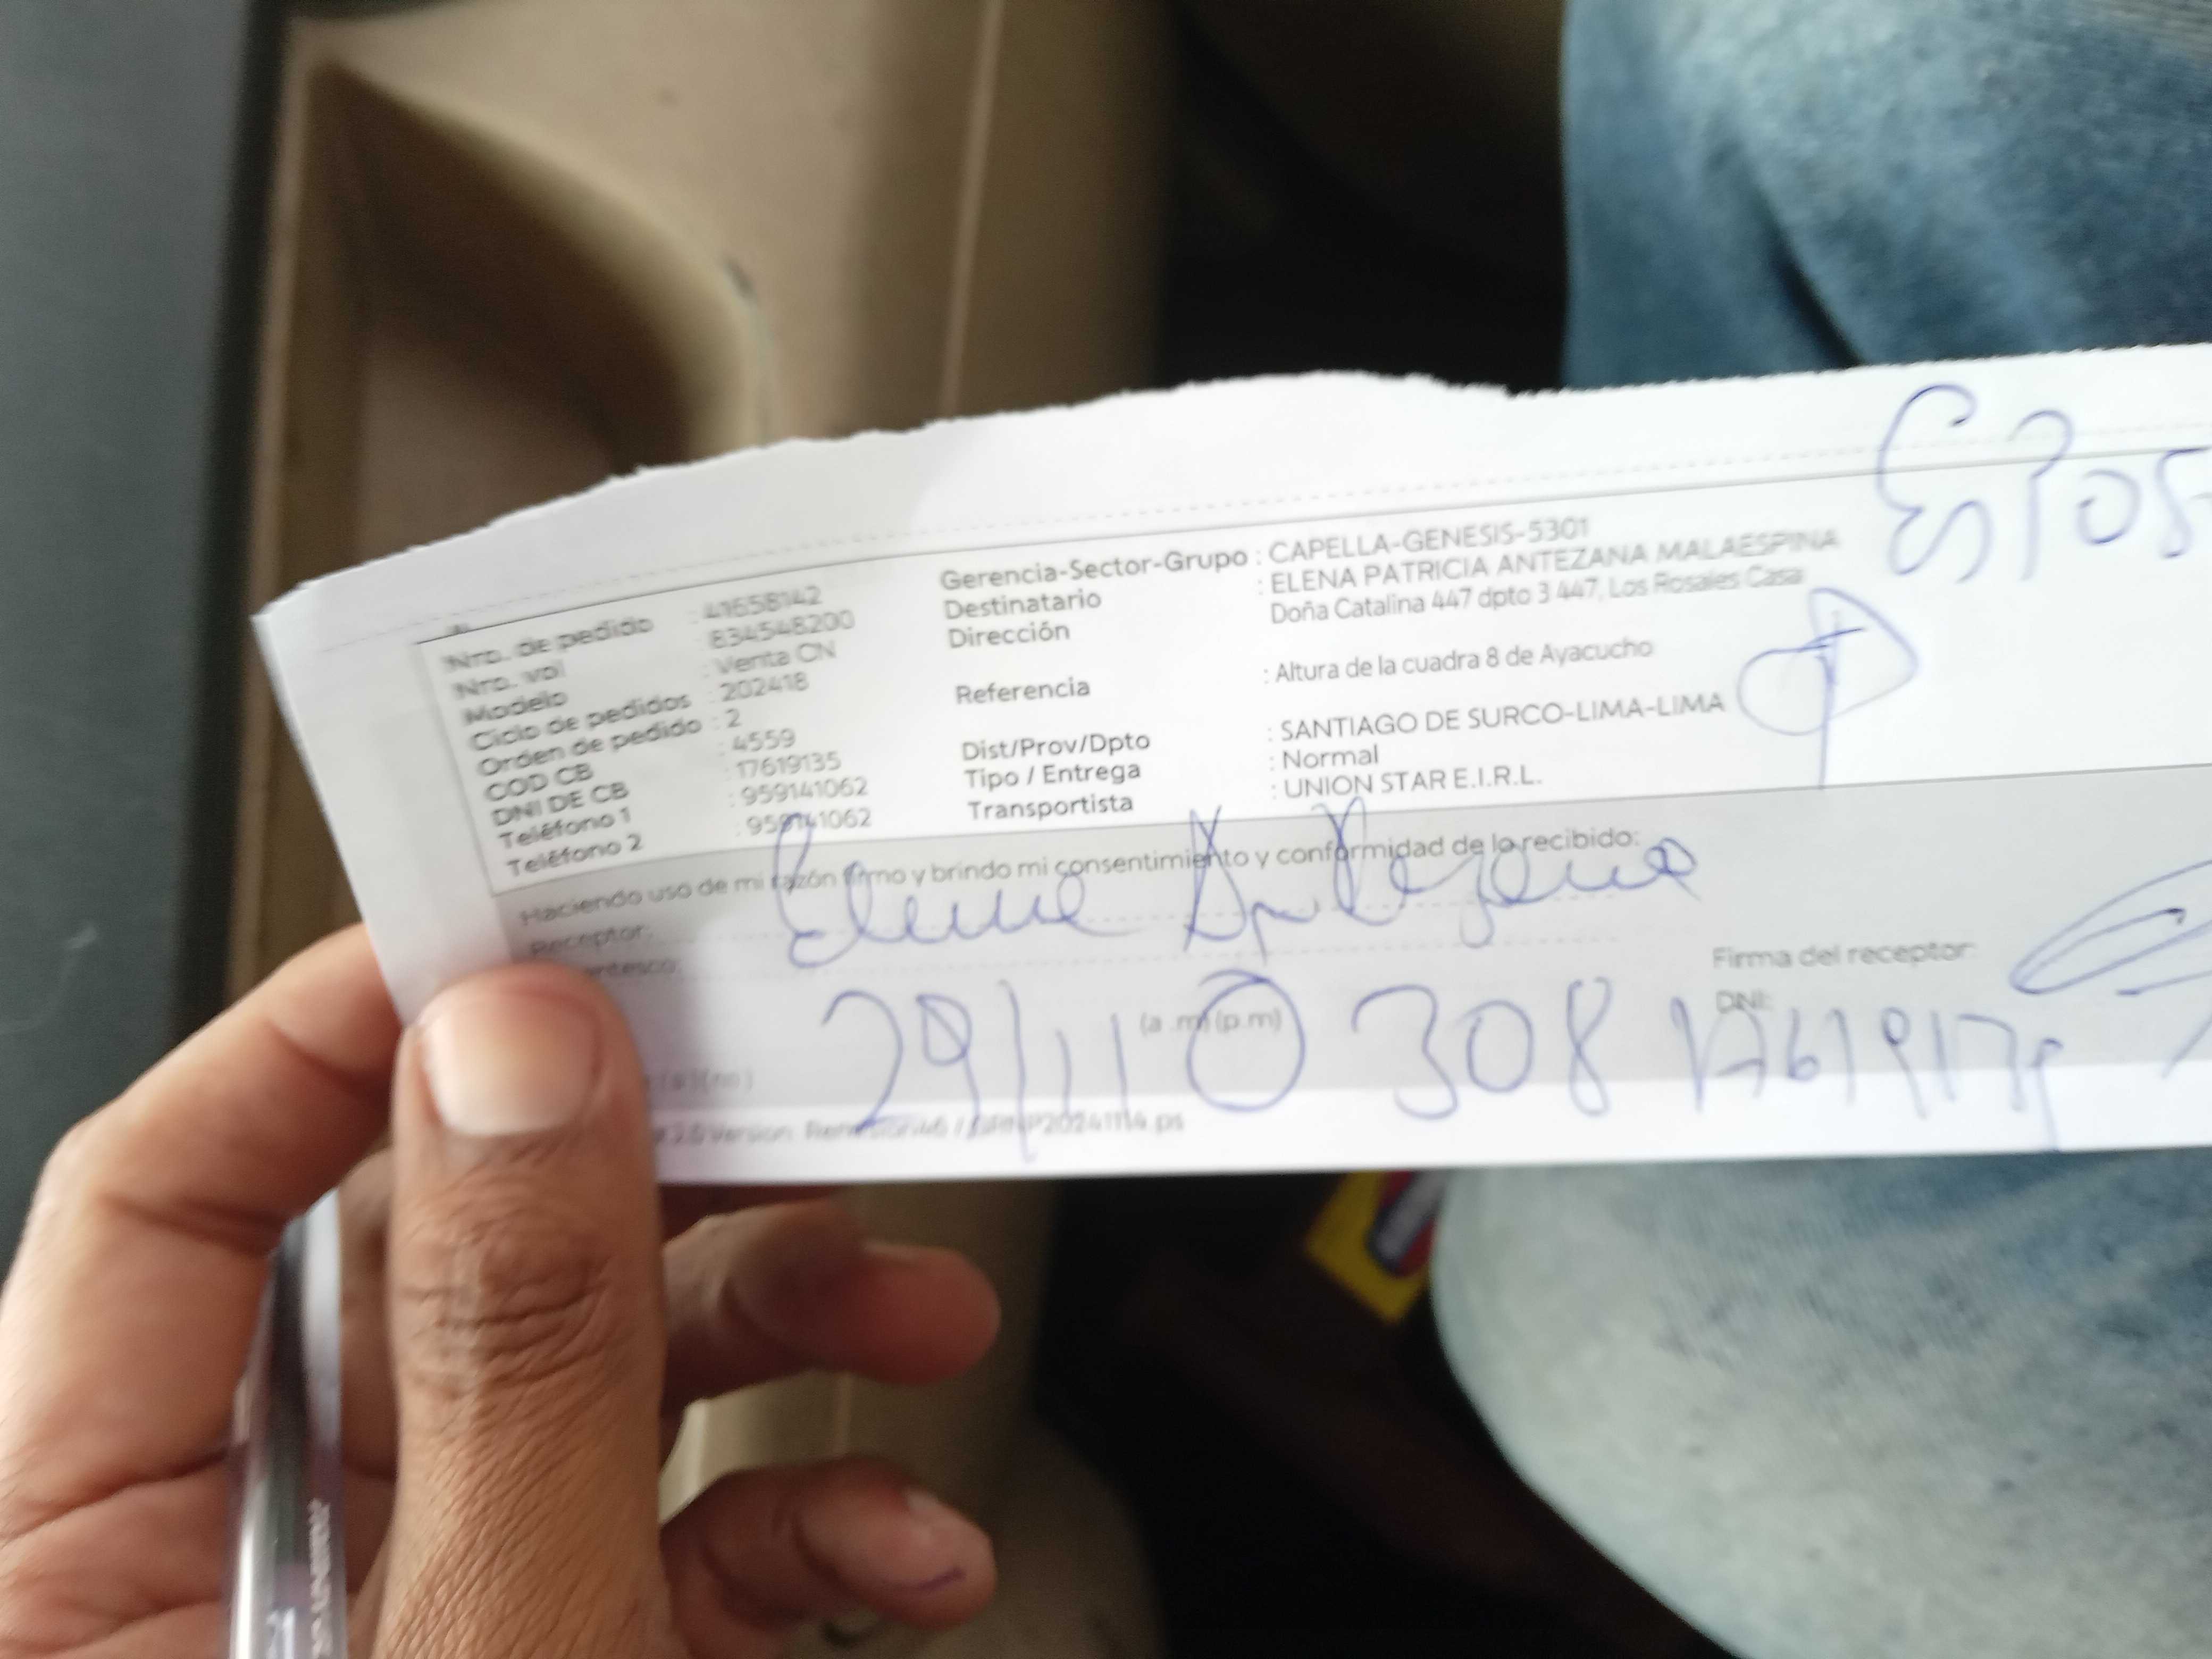 Nro. de pedido : 41658142
Nro. vol : 834548200
Modelo : Venta CN
Ciclo de pedidos : 202418
Orden de pedido : 2
COD CB : 4559
DNI DE CB : 17619135
Teléfono 1 : 959141062
Teléfono 2 : 959141062
Gerencia-Sector-Grupo : CAPELLA-GENESIS-5301
Destinatario : ELENA PATRICIA ANTEZANA MALAESPINA
Dirección Doña Catalina 447 dpto 3 447, Los Rosales Casa
Referencia : Altura de la cuadra 8 de Ayacucho
Dist/Prov/Dpto : SANTIAGO DE SURCO-LIMA-LIMA
Tipo / Entrega : Normal
Transportista : UNION STAR E.I.R.L.
Haciendo uso de mi razón firmo y brindo mi consentimiento y conformidad de lo recibido:
Receptor: Elena Antezana
Firma del receptor:
29/11 (a .m) (p.m) 308 DNI: